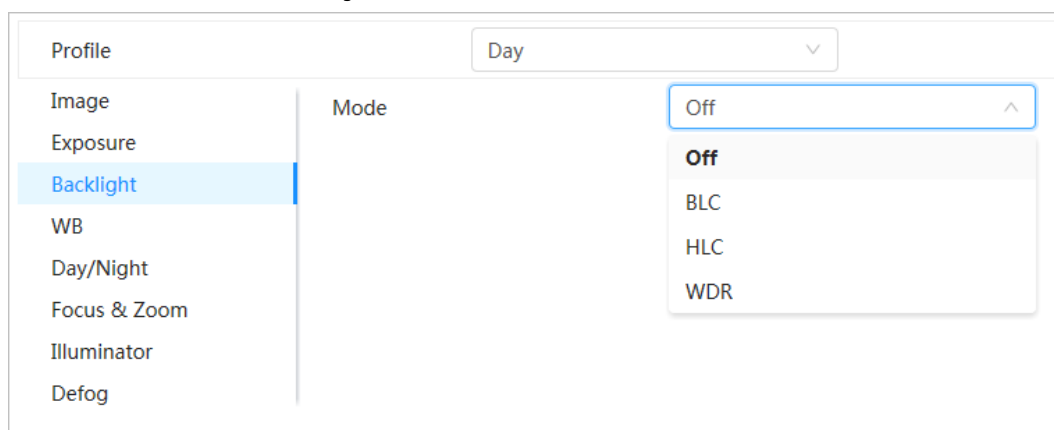 Profile Day
Image Mode Off
Exposure
Off
Backlight
BLC
WB
HLC
Day/Night
WDR
Focus & Zoom
Illuminator
Defog